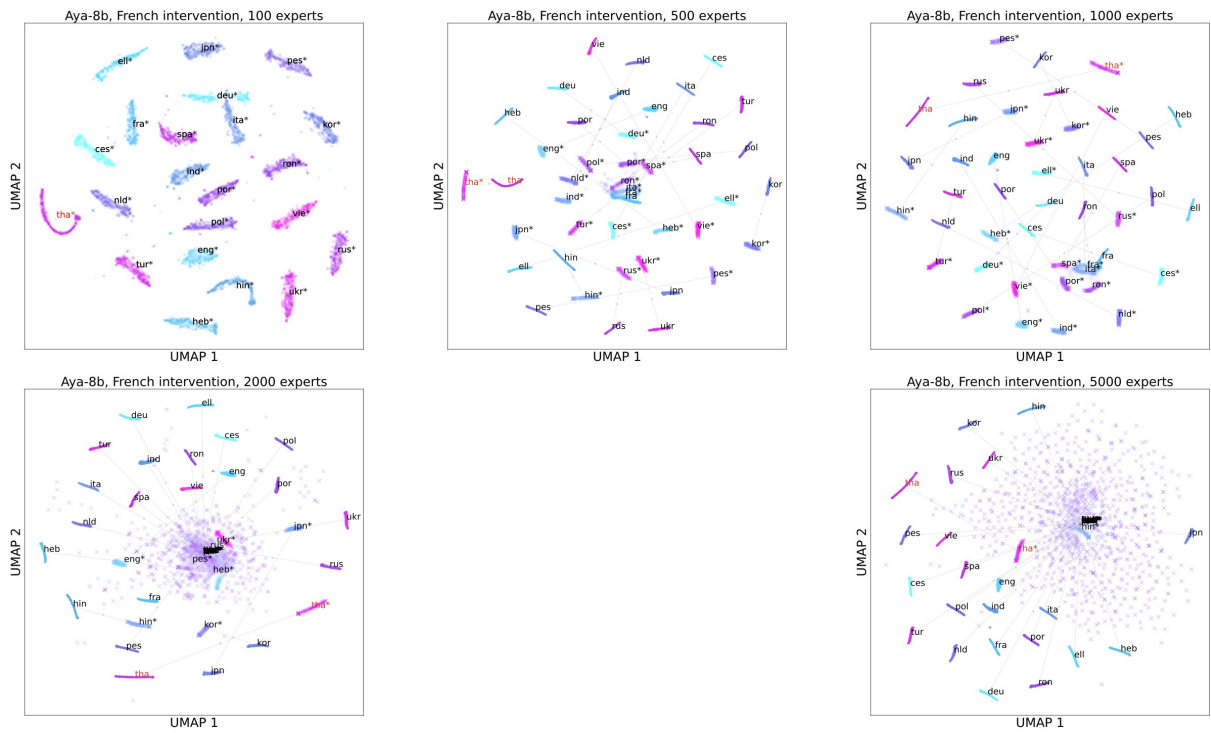 Aya-8b, French intervention, 100 experts
jpn*
ell*
pes*
deu*
fra*
spa*
ita*
kor*
ces*
ron*
ind*
nld*
por*
tha*
vie*
pol*
rus*
eng*
tur*
hin*
ukr*
heb*
UMAP 2
UMAP 1
Aya-8b, French intervention, 500 experts
vie
nld
ces
deu
ind
ita
tur
heb
eng
por
ron
deu*
eng*
pol
spa
pol*
por*
spa*
tha*
tha
nld*
ron*
kor
ind*
fra
ell*
tur*
ces*
heb*
vie*
jpn*
kor*
ell
hin
ukr*
rus*
pes*
hin*
jpn
pes
rus
ukr
UMAP 2
UMAP 1
Aya-8b, French intervention, 1000 experts
pes*
kor
tha*
rus
ukr
tha
jpn*
vie
heb
hin
kor*
pes
ukr*
jpn
ind
eng
ita
spa
ell*
tur
por
pol
deu
ron
ell
hin*
rus*
nld
ces
heb*
fra
tur*
deu*
spa*
fra*
ita*
ces*
vie*
por*
ron*
pol*
nld*
eng*
ind*
UMAP 2
UMAP 1
Aya-8b, French intervention, 2000 experts
ell
deu
ces
tur
pol
ron
ind
eng
ita
vie
por
spa
nld
ukr
jpn*
ukr*
rus*
heb
eng*
pes*
heb*
rus
fra
hin
tha*
hin*
kor*
pes
kor
tha
jpn
UMAP 2
UMAP 1
Aya-8b, French intervention, 5000 experts
hin
kor
ukr
rus
tha
pes
vie
hin*
jpn
tha*
spa
ces
eng
pol
ind
ita
tur
por
nld
fra
ell
heb
deu
ron
UMAP 2
UMAP 1